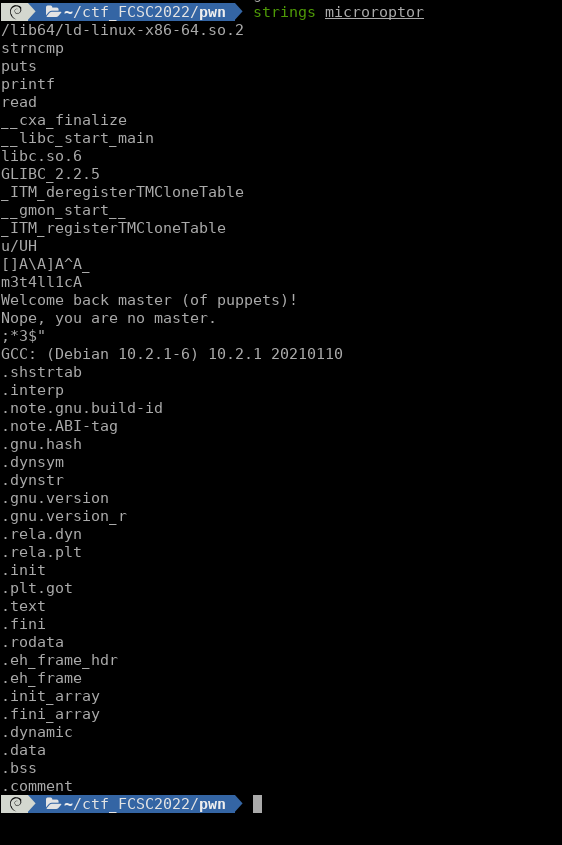 ~/ctf_FCSC2022/pwn strings microroptor
/lib64/ld-linux-x86-64.so.2
strncmp
puts
printf
read
__cxa_finalize
__libc_start_main
libc.so.6
GLIBC_2.2.5
_ITM_deregisterTMCloneTable
__gmon_start__
_ITM_registerTMCloneTable
u/UH
[]A\A]A^A_
m3t4ll1cA
Welcome back master (of puppets)!
Nope, you are no master.
;*3$"
GCC: (Debian 10.2.1-6) 10.2.1 20210110
.shstrtab
.interp
.note.gnu.build-id
.note.ABI-tag
.gnu.hash
.dynsym
.dynstr
.gnu.version
.gnu.version_r
.rela.dyn
.rela.plt
.init
.plt.got
.text
.fini
.rodata
.eh_frame_hdr
.eh_frame
.init_array
.fini_array
.dynamic
.data
.bss
.comment
~/ctf_FCSC2022/pwn